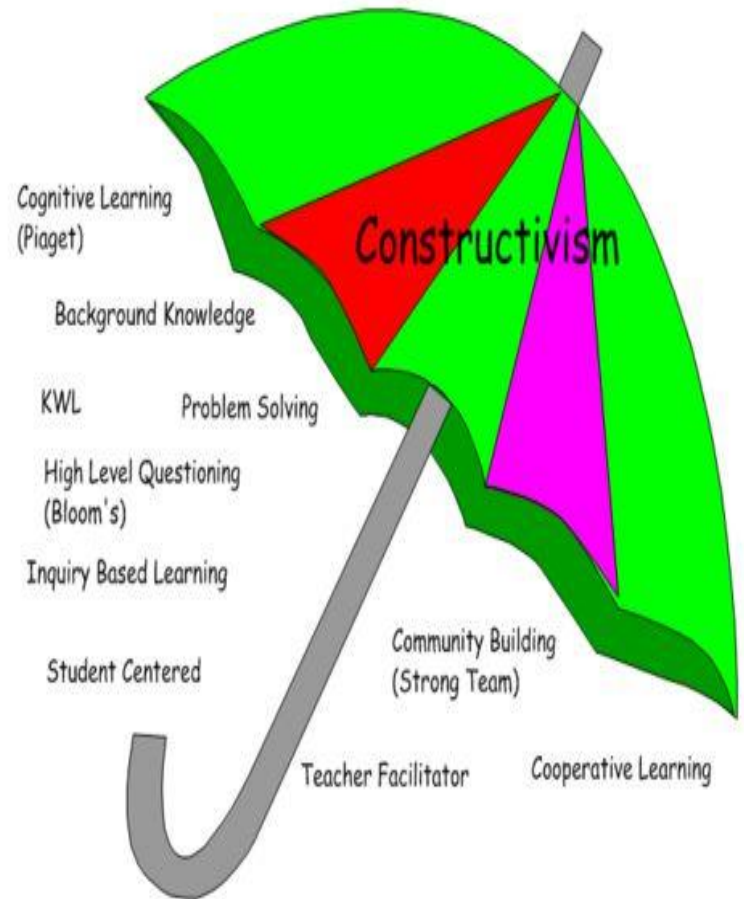 Constructivism
Cognitive Learning
(Piaget)
Background Knowledge
KWL
Problem Solving
High Level Questioning
(Bloom's)
Inquiry Based Learning
Student Centered
Community Building
(Strong Team)
Teacher Facilitator
Cooperative Learning